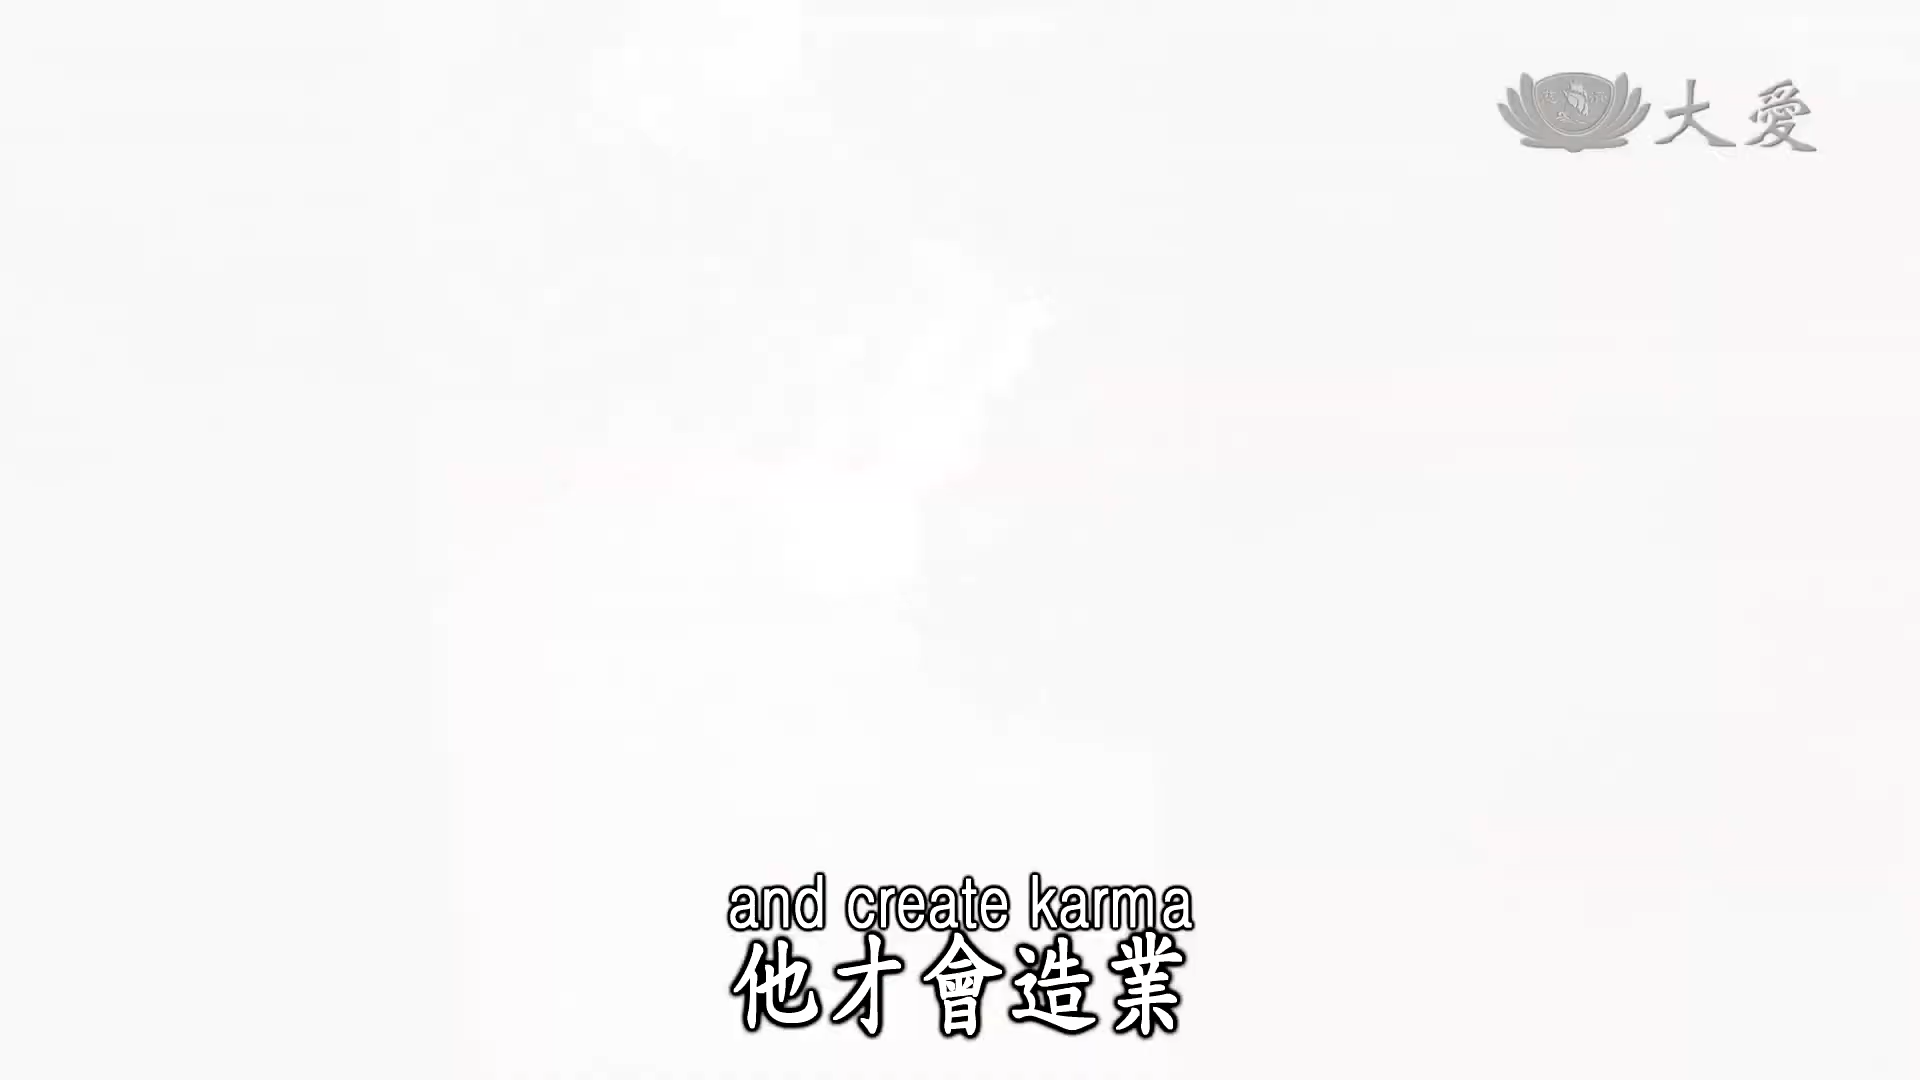 大愛
and create karma
他才會造業